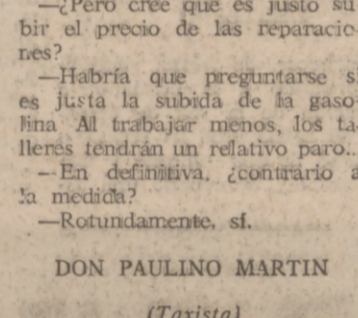 —¿Pero cree que es justo su
bir el precio de las reparacio-
nes?
—Habría que preguntarse si
es justa la subida de la gaso
lina Al trabajar menos, los ta-
lleres tendrán un relativo paro..
—En definitiva, ¿contrario a
la medida?
—Rotundamente, sí.
DON PAULINO MARTIN
(Taxista)